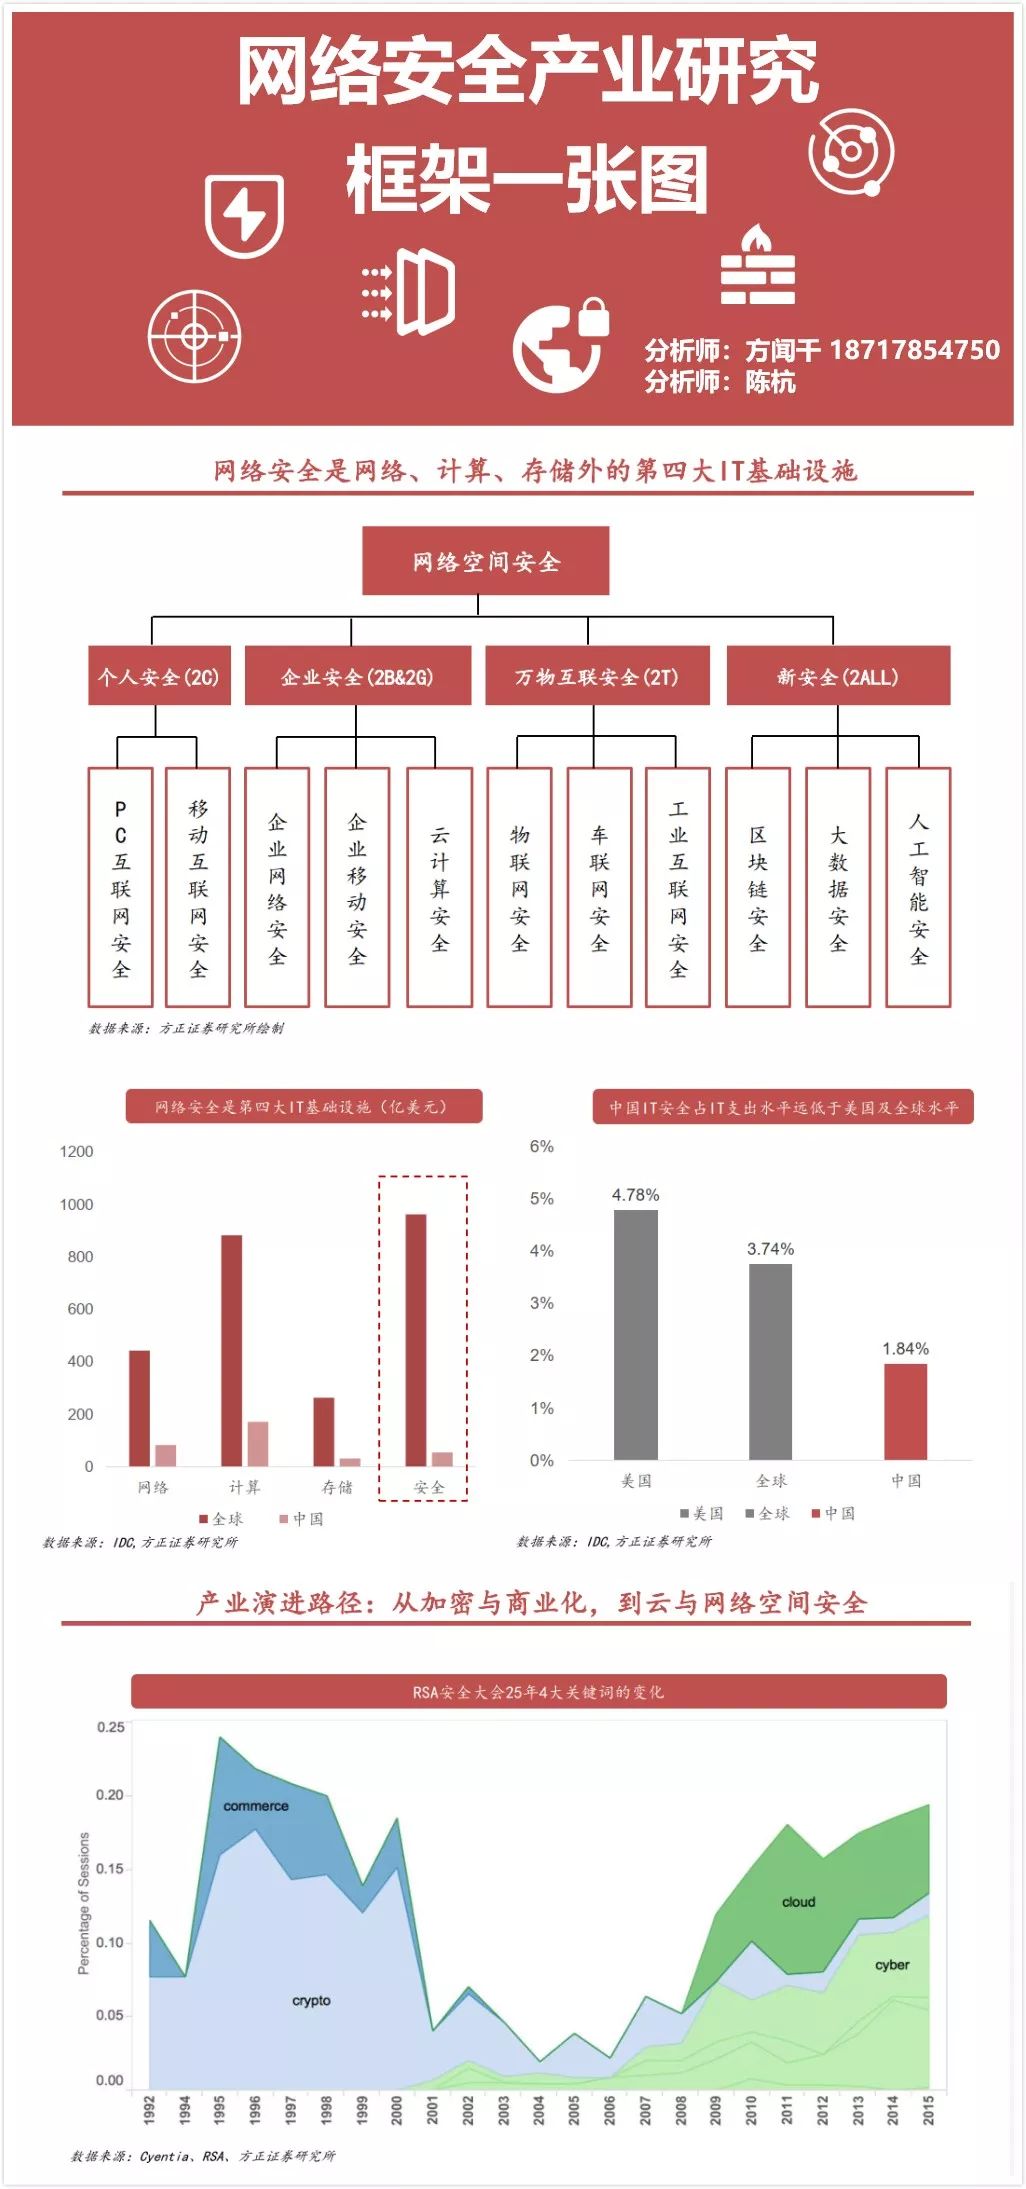 网络安全产业研究
框架一张图
分析师：方闻千 18717854750
分析师：陈杭
网络安全是网络、计算、存储外的第四大IT基础设施
网络空间安全
个人安全(2C)
企业安全(2B&2G)
万物互联安全(2T)
新安全(2ALL)
PC互联网安全
移动互联网安全
企业网络安全
企业移动安全
云计算安全
物联网安全
车联网安全
工业互联网安全
区块链安全
大数据安全
人工智能安全
数据来源：方正证券研究所绘制
网络安全是第四大IT基础设施（亿美元）
1200
1000
800
600
400
200
0
网络
计算
存储
安全
全球
中国
数据来源：IDC,方正证券研究所
中国IT安全占IT支出水平远低于美国及全球水平
6%
5%
4%
3%
2%
1%
0%
4.78%
3.74%
1.84%
美国
全球
中国
美国
全球
中国
数据来源：IDC,方正证券研究所
产业演进路径：从加密与商业化，到云与网络空间安全
RSA安全大会25年4大关键词的变化
Percentage of Sessions
0.25
0.20
0.15
0.10
0.05
0.00
commerce
crypto
cloud
cyber
1992
1994
1995
1996
1997
1998
1999
2000
2001
2002
2003
2004
2005
2006
2007
2008
2009
2010
2011
2012
2013
2014
2015
数据来源：Cyentia、RSA、方正证券研究所